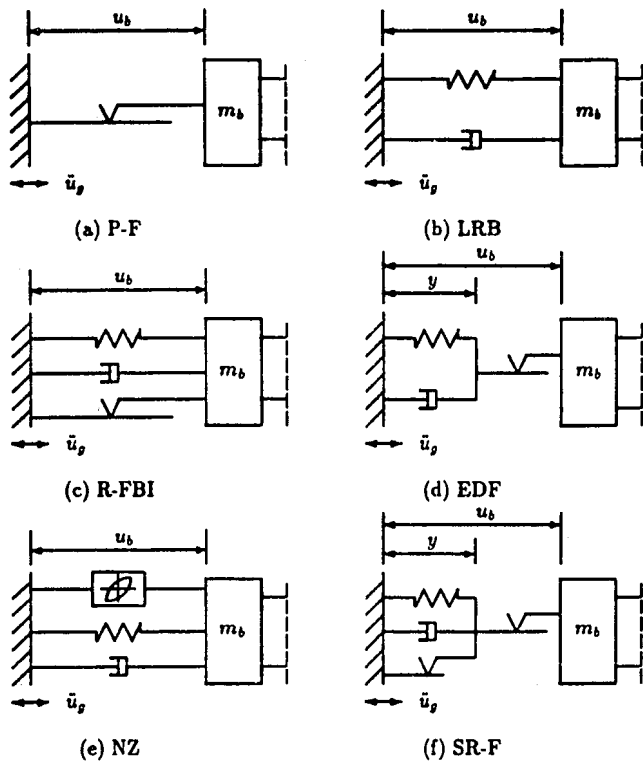 u_b
m_b
ü_g
(a) P-F
u_b
m_b
ü_g
(b) LRB
u_b
m_b
ü_g
(c) R-FBI
u_b
y
m_b
ü_g
(d) EDF
u_b
m_b
ü_g
(e) NZ
u_b
y
m_b
ü_g
(f) SR-F